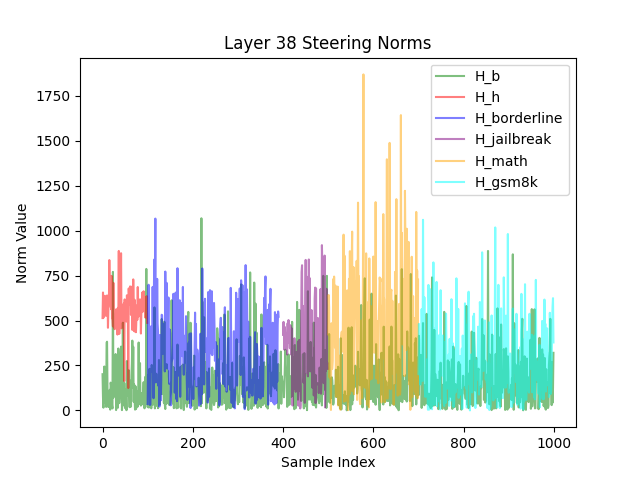 Layer 38 Steering Norms
H_b
H_h
H_borderline
H_jailbreak
H_math
H_gsm8k
Norm Value
1750
1500
1250
1000
750
500
250
0
0 200 400 600 800 1000
Sample Index